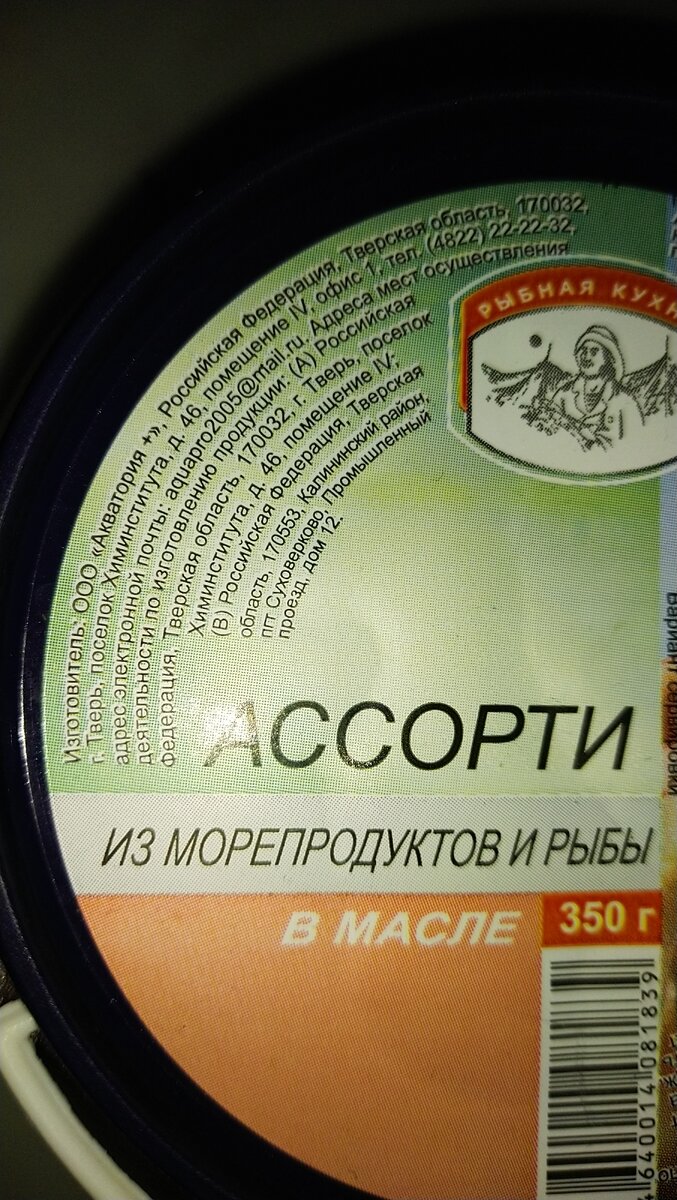 Изготовитель: ООО «Акватория +», Российская Федерация, Тверская область, 170032,
г. Тверь, поселок Химинститута, д. 46, помещение IV, офис 1, тел. (4822) 22-22-32,
адрес электронной почты: aquapro2005@mail.ru. Адреса мест осуществления
деятельности по изготовлению продукции: (А) Российская
Федерация, Тверская область, 170032, г. Тверь, поселок
Химинститута, д. 46, помещение IV;
(В) Российская Федерация, Тверская
область, 170553, Калининский район,
пгт Суховерково, Промышленный
проезд, дом 12.
РЫБНАЯ
АССОРТИ
ИЗ МОРЕПРОДУКТОВ И РЫБЫ
В МАСЛЕ
350 г
640014 081839